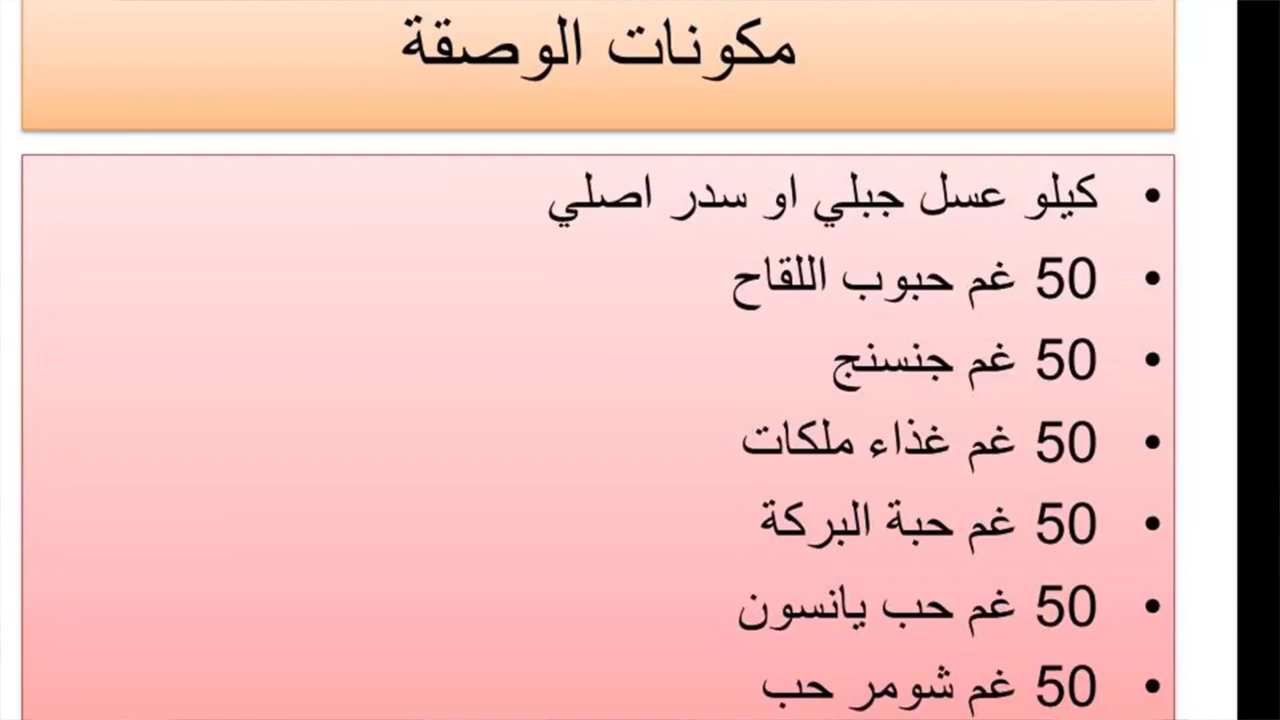 مكونات الوصقة
• كيلو عسل جبلي او سدر اصلي
• 50 غم حبوب اللقاح
• 50 غم جنسنج
• 50 غم غذاء ملكات
• 50 غم حبة البركة
• 50 غم حب يانسون
• 50 غم شومر حب